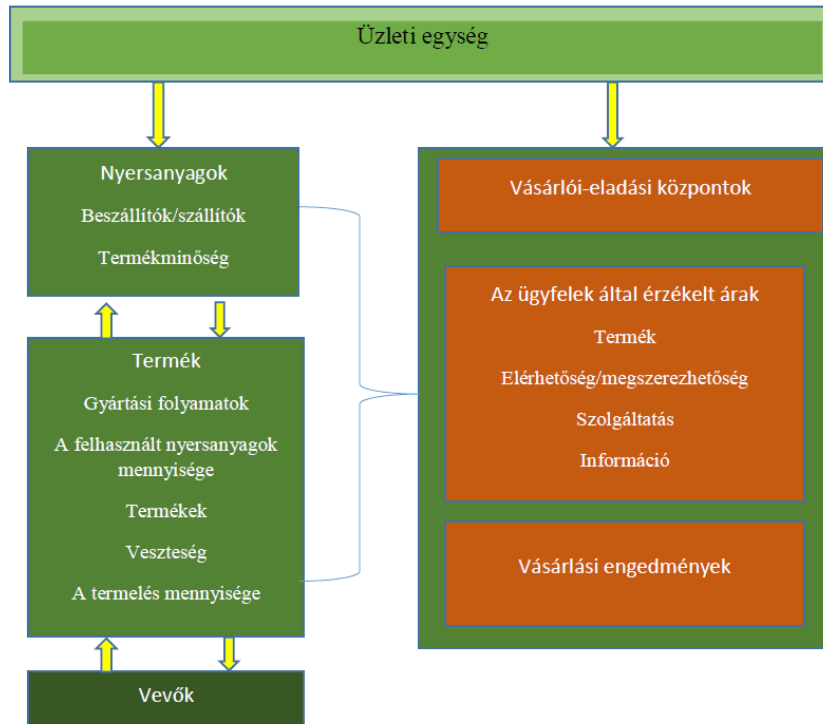 Üzleti egység
Nyersanyagok
Beszállítók/szállítók
Termékminőség
Termék
Gyártási folyamatok
A felhasznált nyersanyagok
mennyisége
Termékek
Veszteség
A termelés mennyisége
Vevők
Vásárlói-eladási központok
Az ügyfelek által érzékelt árak
Termék
Elérhetőség/megszerezhetőség
Szolgáltatás
Információ
Vásárlási engedmények